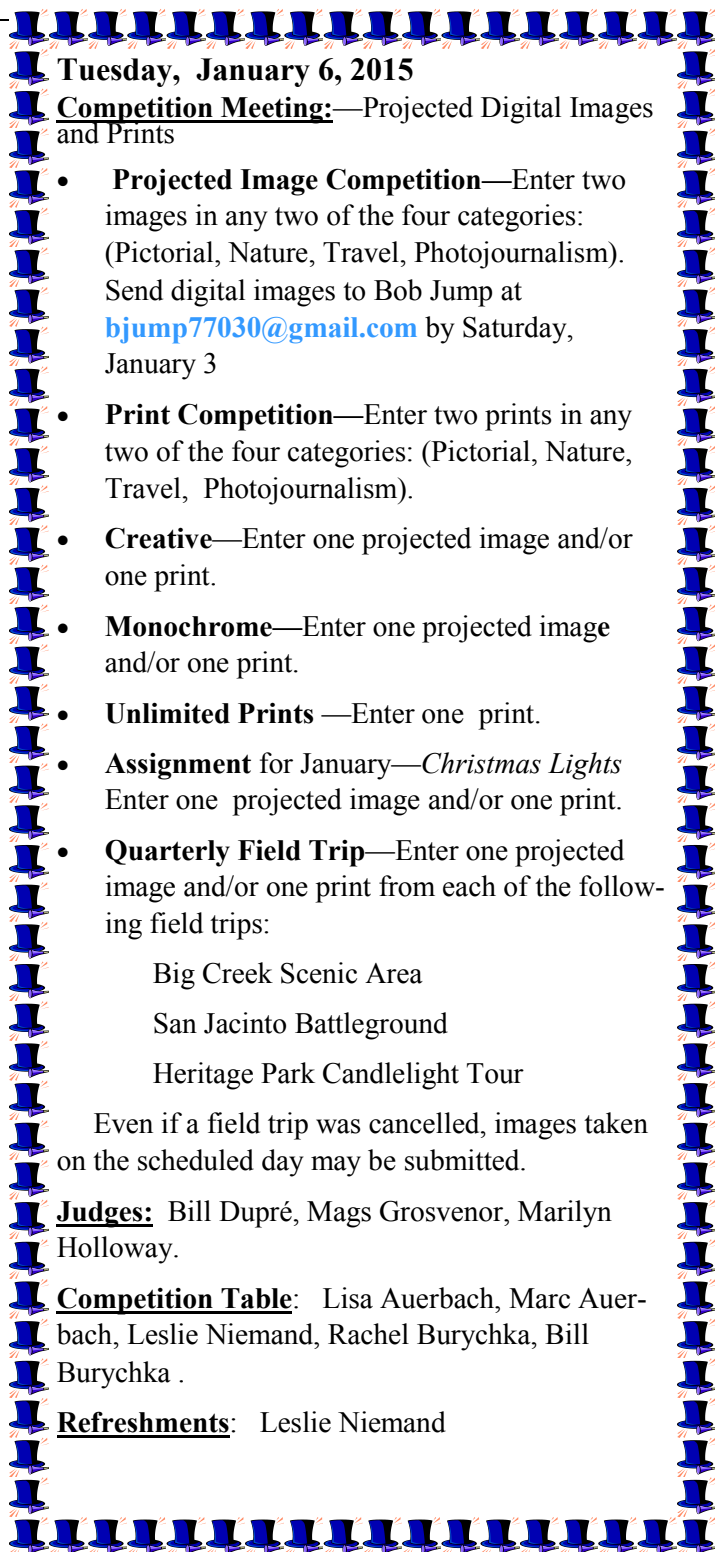 Tuesday, January 6, 2015
Competition Meeting:—Projected Digital Images
and Prints
• Projected Image Competition—Enter two
images in any two of the four categories:
(Pictorial, Nature, Travel, Photojournalism).
Send digital images to Bob Jump at
bjump77030@gmail.com by Saturday,
January 3
• Print Competition—Enter two prints in any
two of the four categories: (Pictorial, Nature,
Travel, Photojournalism).
• Creative—Enter one projected image and/or
one print.
• Monochrome—Enter one projected image
and/or one print.
• Unlimited Prints —Enter one print.
• Assignment for January—Christmas Lights
Enter one projected image and/or one print.
• Quarterly Field Trip—Enter one projected
image and/or one print from each of the follow-
ing field trips:
Big Creek Scenic Area
San Jacinto Battleground
Heritage Park Candlelight Tour
Even if a field trip was cancelled, images taken
on the scheduled day may be submitted.
Judges: Bill Dupré, Mags Grosvenor, Marilyn
Holloway.
Competition Table: Lisa Auerbach, Marc Auer-
bach, Leslie Niemand, Rachel Burychka, Bill
Burychka .
Refreshments: Leslie Niemand